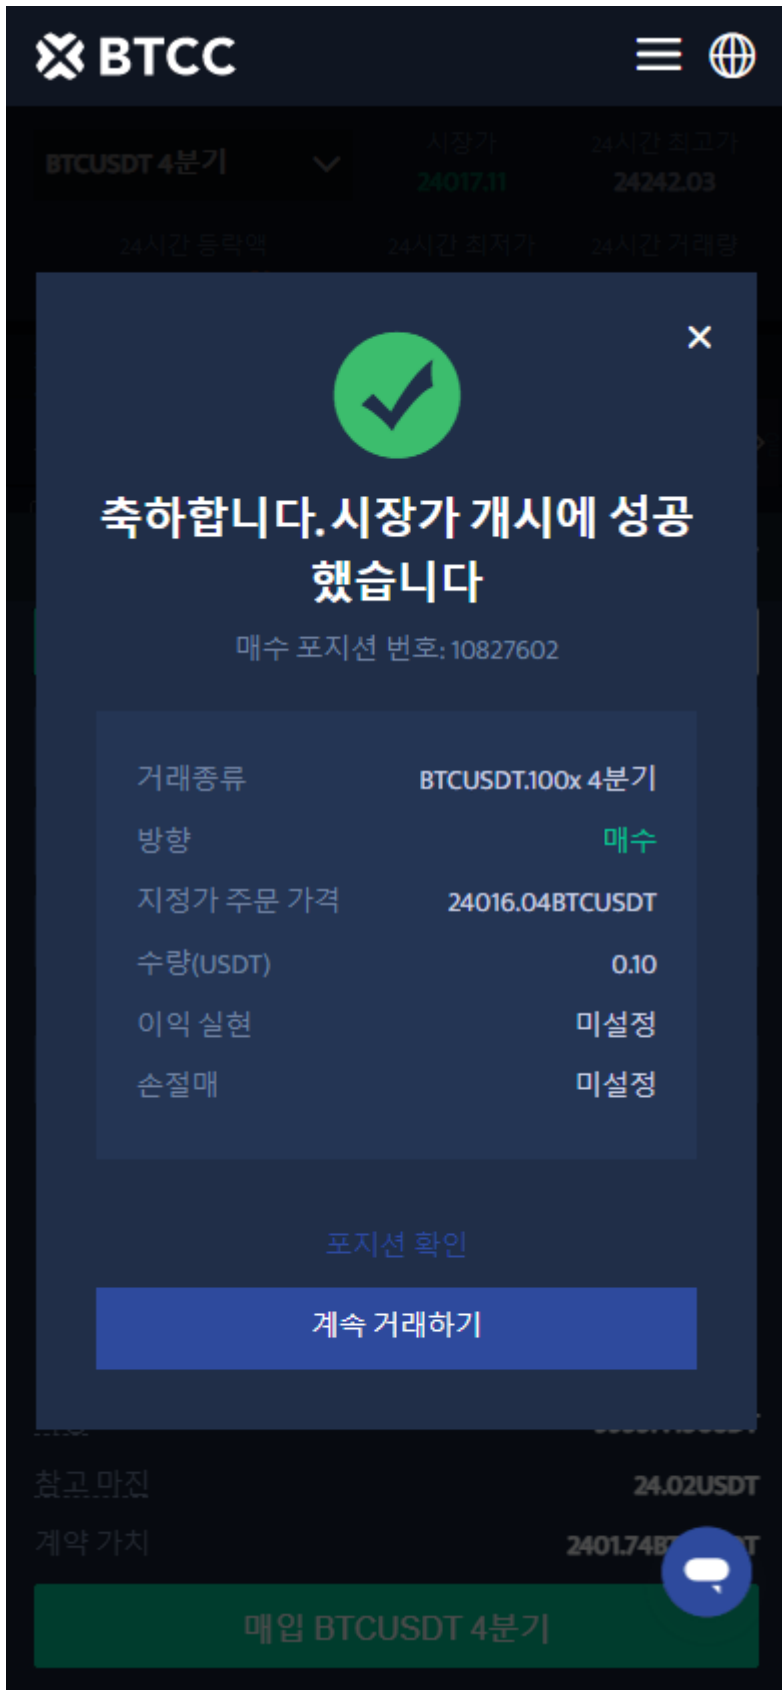 BTCC
BTCUSDT 4분기
시장가
24시간 최고가
24017.11
24242.03
24시간 등락액
24시간 최저가
24시간 거래량
축하합니다. 시장가 개시에 성공
했습니다
매수 포지션 번호: 10827602
거래종류 BTCUSDT.100x 4분기
방향 매수
지정가 주문 가격 24016.04BTCUSDT
수량(USDT) 0.10
이익 실현 미설정
손절매 미설정
포지션 확인
계속 거래하기
참고 마진 24.02USDT
계약 가치 2401.74B
매입 BTCUSDT 4분기